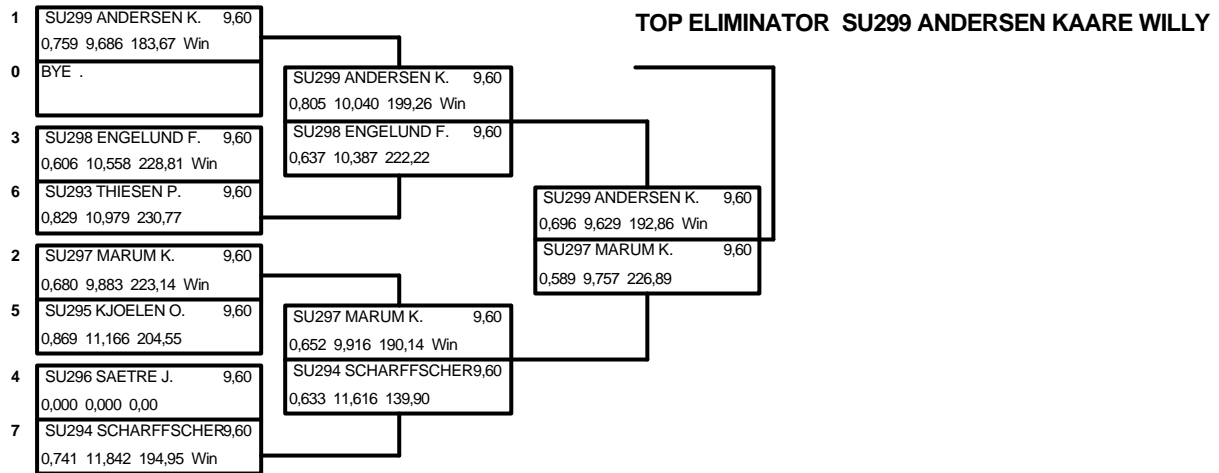 TOP ELIMINATOR SU299 ANDERSEN KAARE WILLY
1 SU299 ANDERSEN K. 9,60
0,759 9,686 183,67 Win
0 BYE .
SU299 ANDERSEN K. 9,60
0,805 10,040 199,26 Win
SU298 ENGELUND F. 9,60
0,637 10,387 222,22
3 SU298 ENGELUND F. 9,60
0,606 10,558 228,81 Win
6 SU293 THIESEN P. 9,60
0,829 10,979 230,77
SU299 ANDERSEN K. 9,60
0,696 9,629 192,86 Win
SU297 MARUM K. 9,60
0,589 9,757 226,89
2 SU297 MARUM K. 9,60
0,680 9,883 223,14 Win
5 SU295 KJOELEN O. 9,60
0,869 11,166 204,55
SU297 MARUM K. 9,60
0,652 9,916 190,14 Win
SU294 SCHARFFSCHER9,60
0,633 11,616 139,90
4 SU296 SAETRE J. 9,60
0,000 0,000 0,00
7 SU294 SCHARFFSCHER9,60
0,741 11,842 194,95 Win